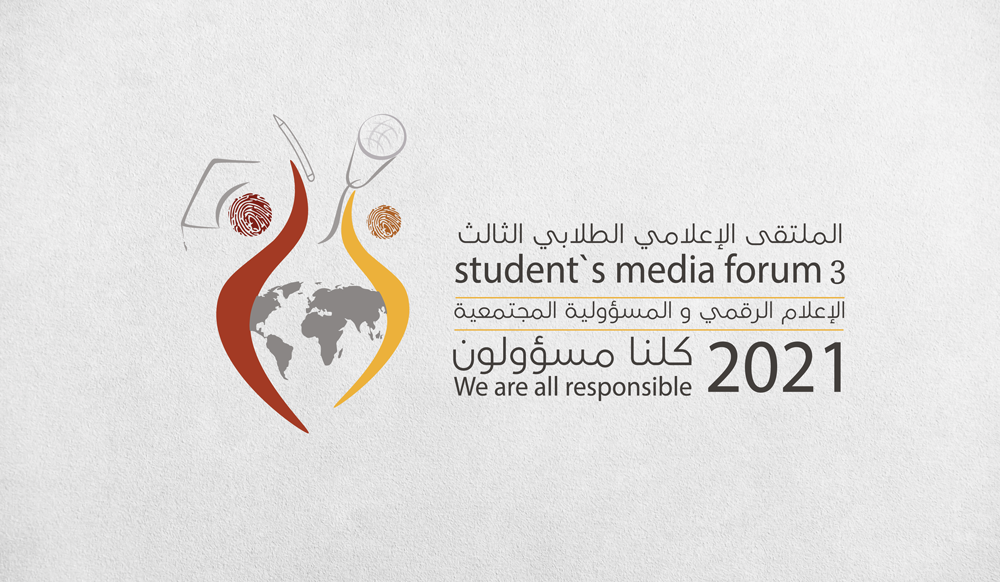 الملتقى الإعلامي الطلابي الثالث
student`s media forum 3
الإعلام الرقمي و المسؤولية المجتمعية
كلنا مسؤولون
We are all responsible
2021